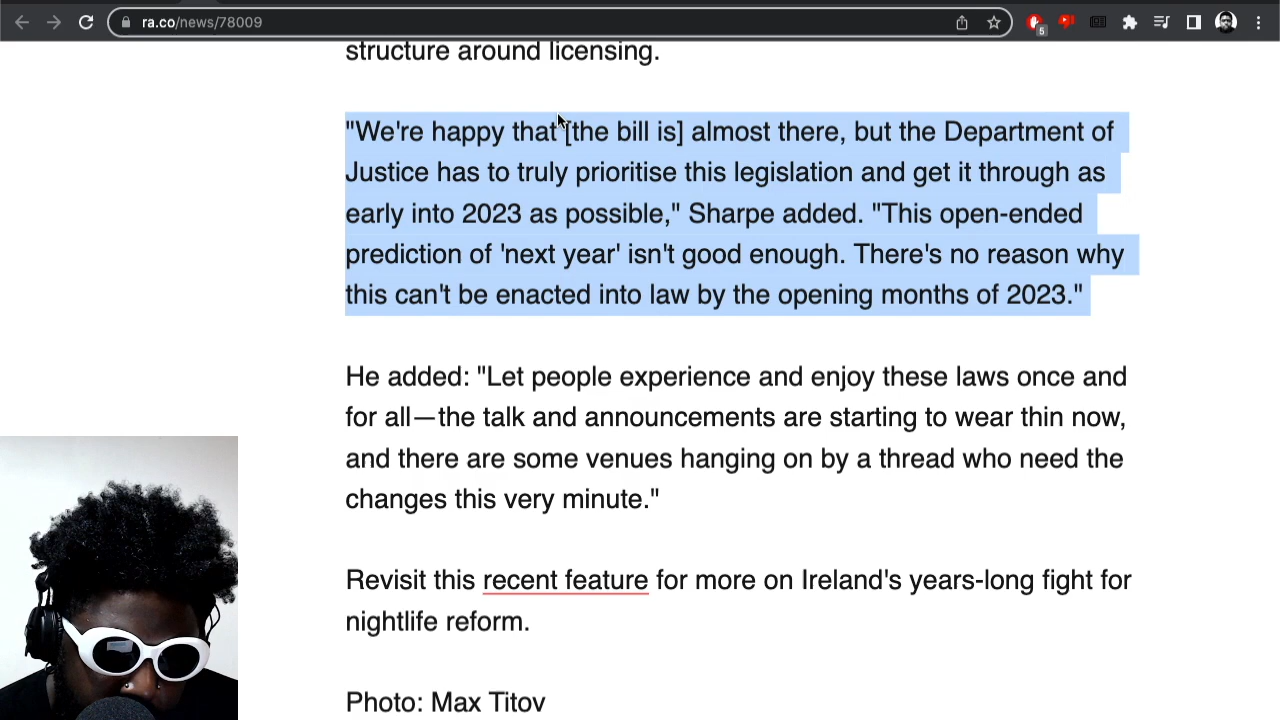 ra.co/news/78009
5
structure around licensing.
"We're happy that [the bill is] almost there, but the Department of
Justice has to truly prioritise this legislation and get it through as
early into 2023 as possible," Sharpe added. "This open-ended
prediction of 'next year' isn't good enough. There's no reason why
this can't be enacted into law by the opening months of 2023."
He added: "Let people experience and enjoy these laws once and
for all—the talk and announcements are starting to wear thin now,
and there are some venues hanging on by a thread who need the
changes this very minute."
Revisit this recent feature for more on Ireland's years-long fight for
nightlife reform.
Photo: Max Titov